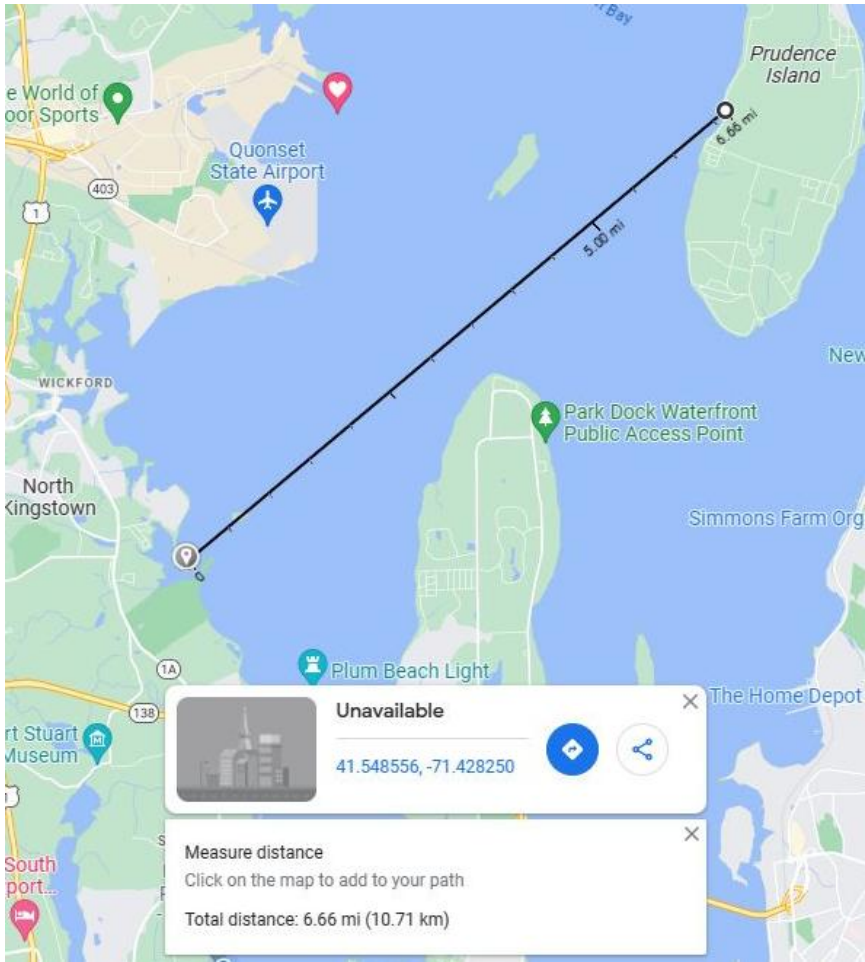 Bay
Prudence
Island
e World of
oor Sports
6.66 mi
Quonset
State Airport
403
1
5.00 mi
New
WICKFORD
Park Dock Waterfront
Public Access Point
North
Kingstown
Simmons Farm Org
0
1A
Plum Beach Light
Unavailable
The Home Depot
138
rt Stuart
Museum
41.548556, -71.428250
1
Measure distance
Click on the map to add to your path
South
port...
Total distance: 6.66 mi (10.71 km)